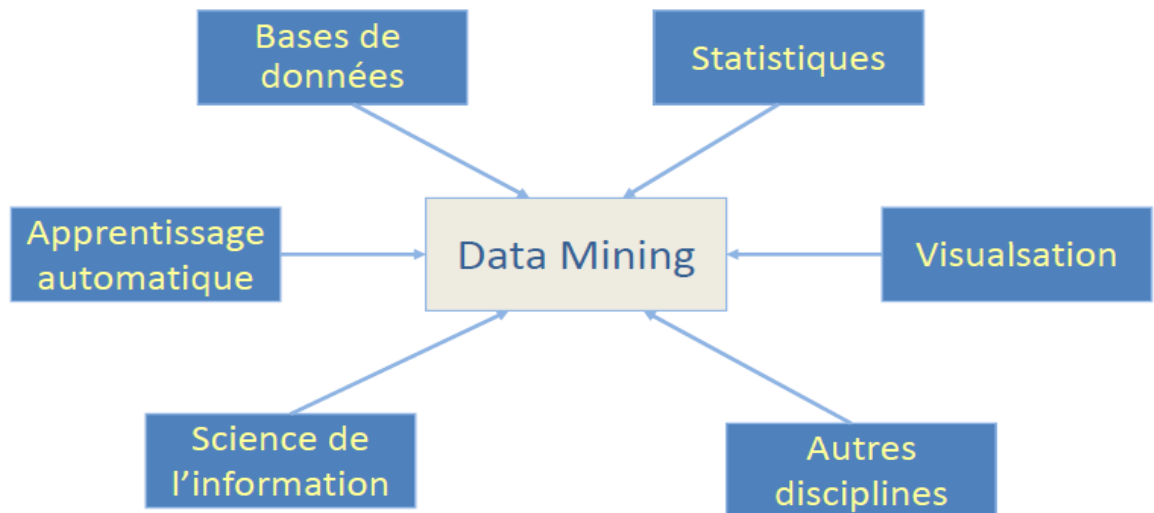 Bases de
données
Statistiques
Apprentissage
automatique
Data Mining
Visualsation
Science de
l’information
Autres
disciplines